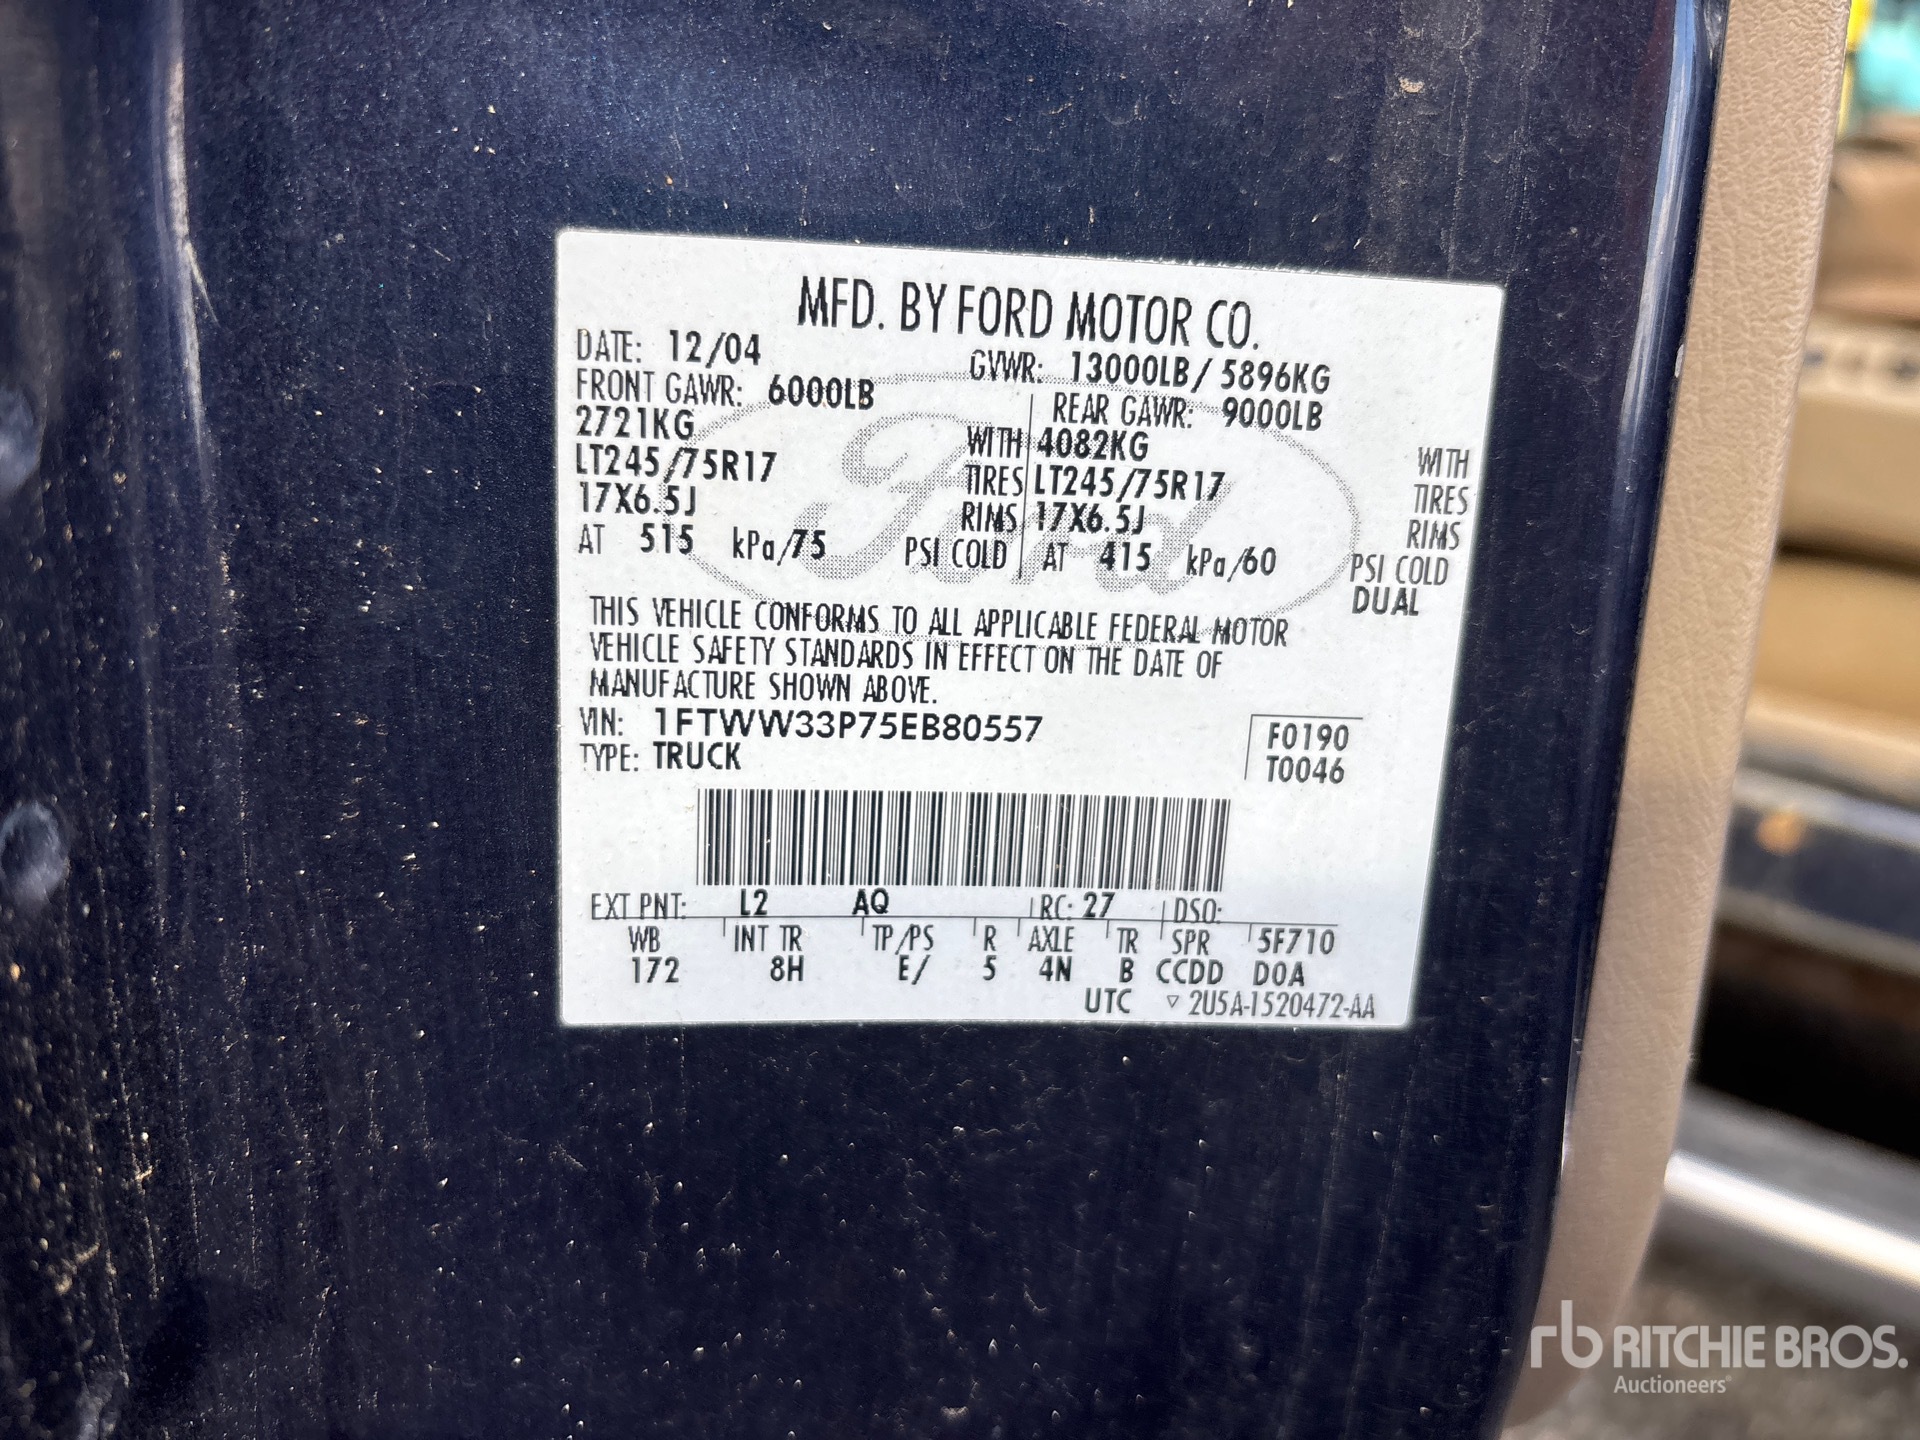 MFD. BY FORD MOTOR CO.
DATE: 12/04 GVWR: 13000LB/ 5896KG
FRONT GAWR: 6000LB REAR GAWR: 9000LB
2721KG WITH 4082KG WITH
LT245/75R17 TIRES LT245/75R17 TIRES
17X6.5J RIMS 17X6.5J RIMS
AT 515 kPa/75 PSI COLD AT 415 kPa/60 PSI COLD
DUAL
Ford
THIS VEHICLE CONFORMS TO ALL APPLICABLE FEDERAL MOTOR
VEHICLE SAFETY STANDARDS IN EFFECT ON THE DATE OF
MANUFACTURE SHOWN ABOVE.
VIN: 1FTWW33P75EB80557 F0190
TYPE: TRUCK T0046
EXT PNT: L2 AQ RC: 27 DSO:
WB INT TR TP/PS R AXLE TR SPR 5F710
172 8H E/ 5 4N B CCDD D0A
UTC ▽ 2U5A-1520472-AA
rb RITCHIE BROS.
Auctioneers